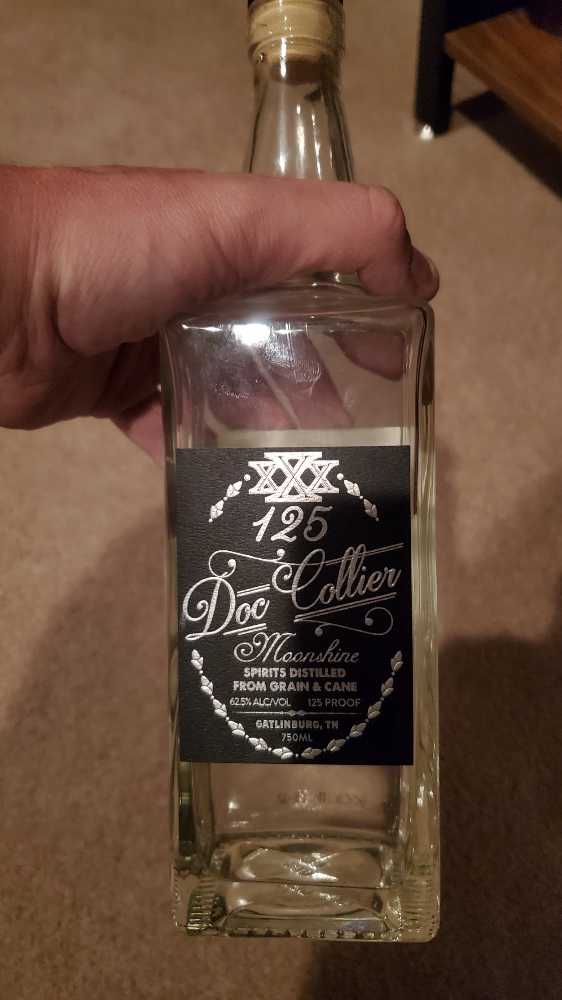 XXX
125
Doc Collier
Moonshine
SPIRITS DISTILLED
FROM GRAIN & CANE
62.5% ALC/VOL 125 PROOF
GATLINBURG, TN
750ML